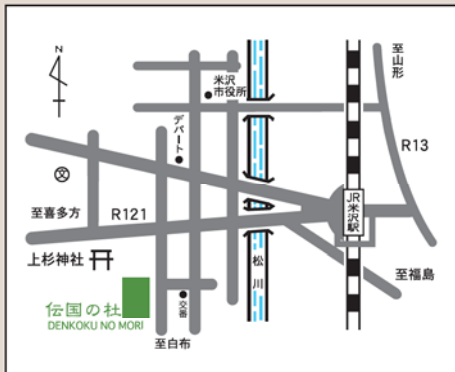 N
米沢
市役所
デパート
至山形
R13
文
至喜多方
R121
JR米沢駅
上杉神社
松川
至福島
伝国の杜
DENKOKU NO MORI
交番
至白布